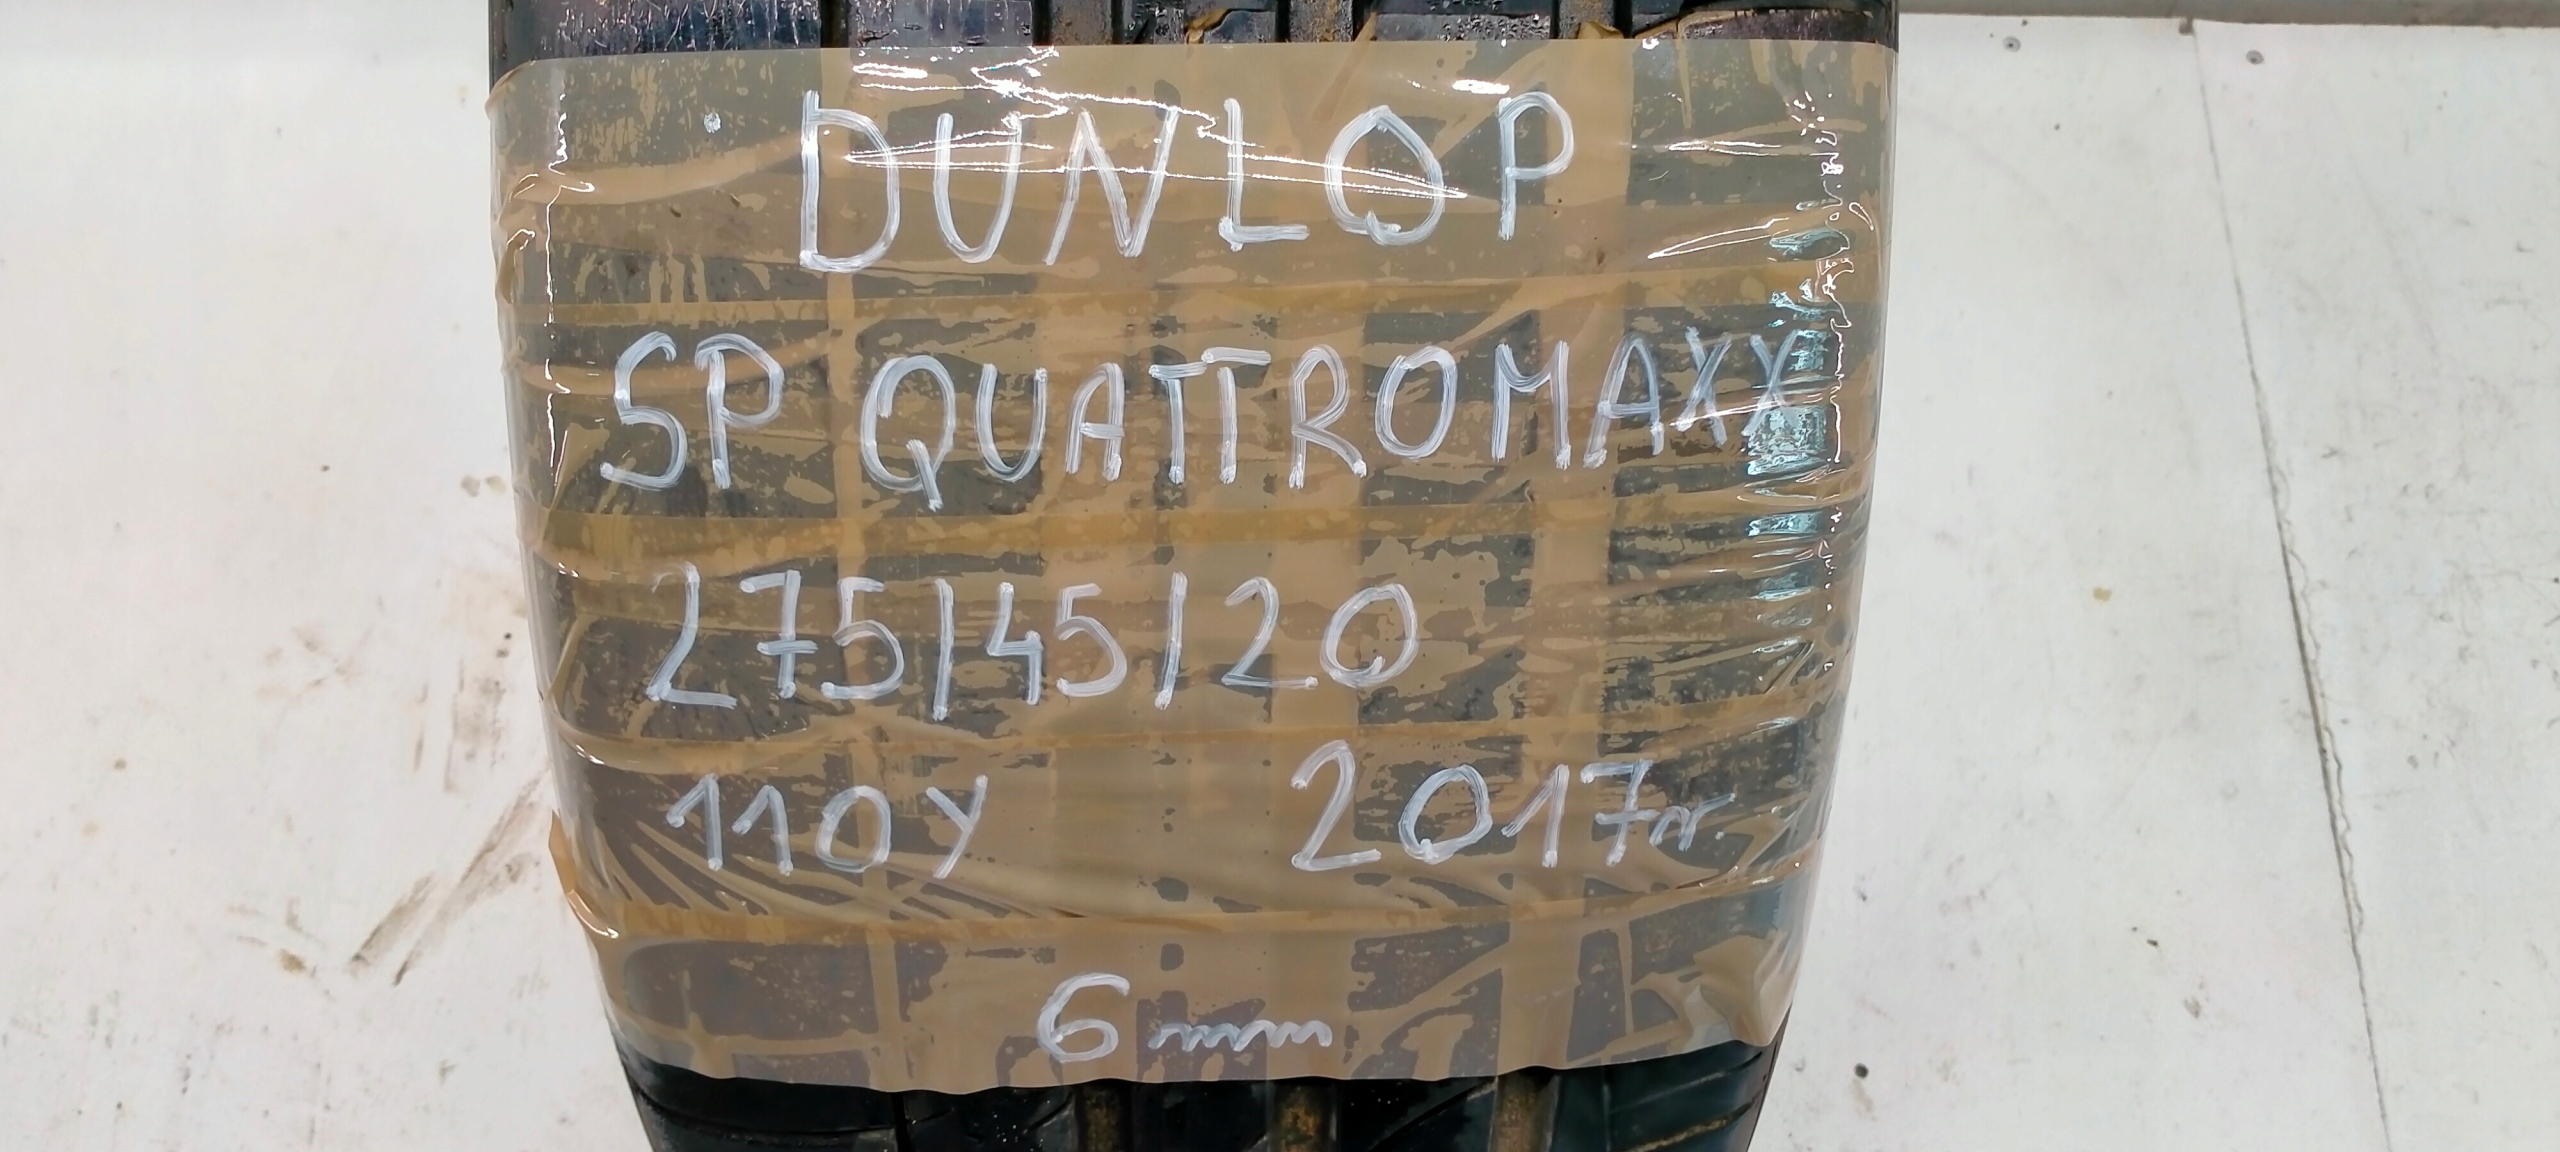 DUNLOP
SP QUATTROMAXX
275/45/20
110Y 2017r.
6mm